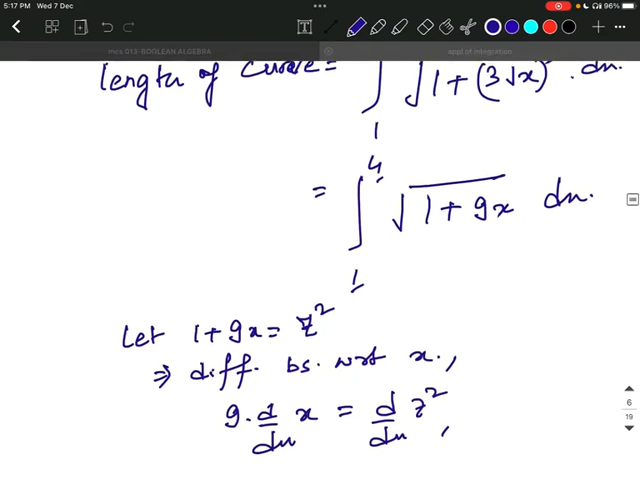 5:17 PM Wed 7 Dec
96%
mcs 013-BOOLEAN ALGEBRA
appl of integration
length of Curve = ∫₁ √1 + (3√x)² . dx.
= ∫₁⁴ √1 + 9x dx.
Let 1 + 9x = z²
⇒ diff. bs. wrt x.,
9. d/dx x = d/dx z²,
6
19